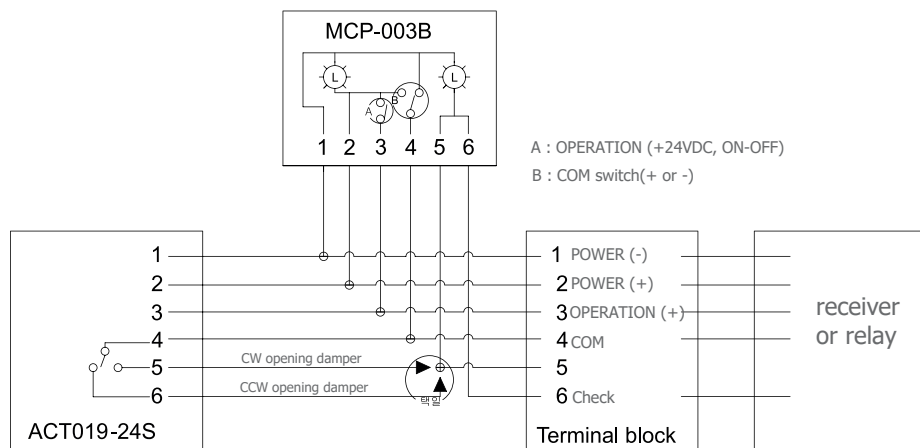 MCP-003B
L
L
A
B
1 2 3 4 5 6
A : OPERATION (+24VDC, ON-OFF)
B : COM switch(+ or -)
1
2
3
4
5
6
CW opening damper
CCW opening damper
택일
ACT019-24S
1 POWER (-)
2 POWER (+)
3 OPERATION (+)
4 COM
5
6 Check
Terminal block
receiver
or relay